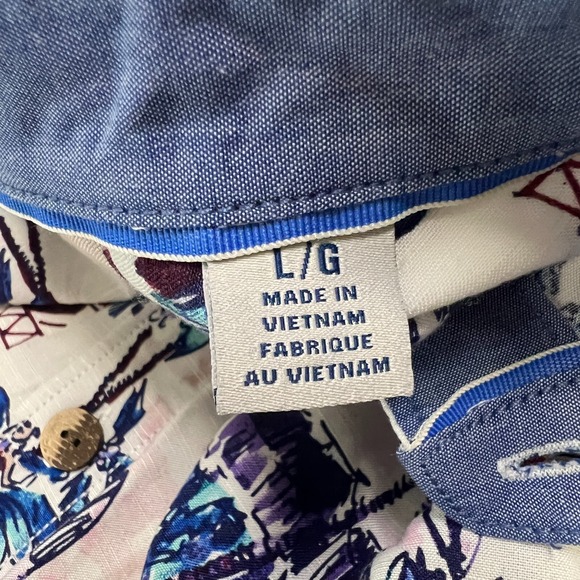 L/G
MADE IN
VIETNAM
FABRIQUE
AU VIETNAM